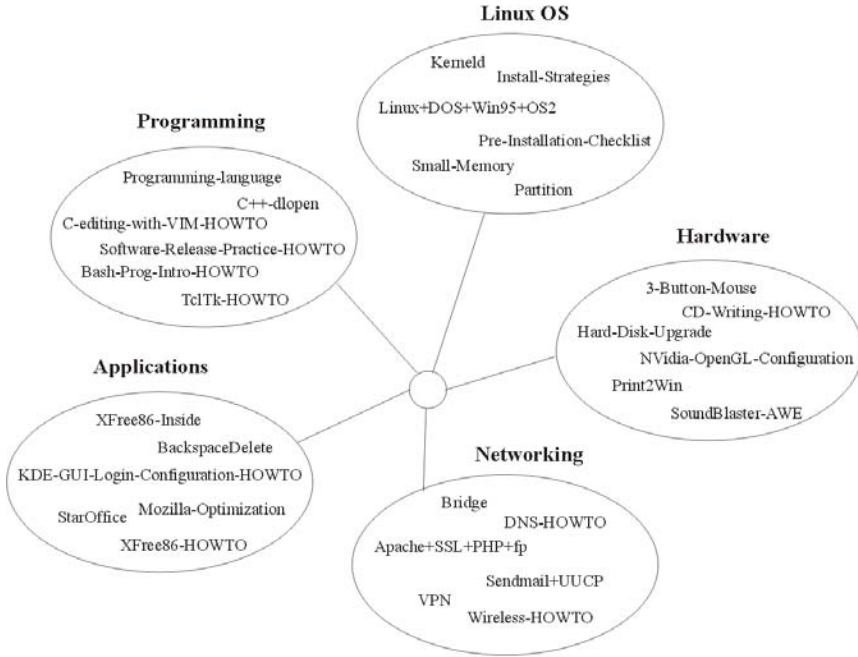 Linux OS
Kerneld
Install-Strategies
Linux+DOS+Win95+OS2
Pre-Installation-Checklist
Small-Memory
Partition
Programming
Programming-language
C++-dlopen
C-editing-with-VIM-HOWTO
Software-Release-Practice-HOWTO
Bash-Prog-Intro-HOWTO
TclTk-HOWTO
Hardware
3-Button-Mouse
CD-Writing-HOWTO
Hard-Disk-Upgrade
NVidia-OpenGL-Configuration
Print2Win
SoundBlaster-AWE
Applications
XFree86-Inside
BackspaceDelete
KDE-GUI-Login-Configuration-HOWTO
StarOffice
Mozilla-Optimization
XFree86-HOWTO
Networking
Bridge
DNS-HOWTO
Apache+SSL+PHP+fp
Sendmail+UUCP
VPN
Wireless-HOWTO